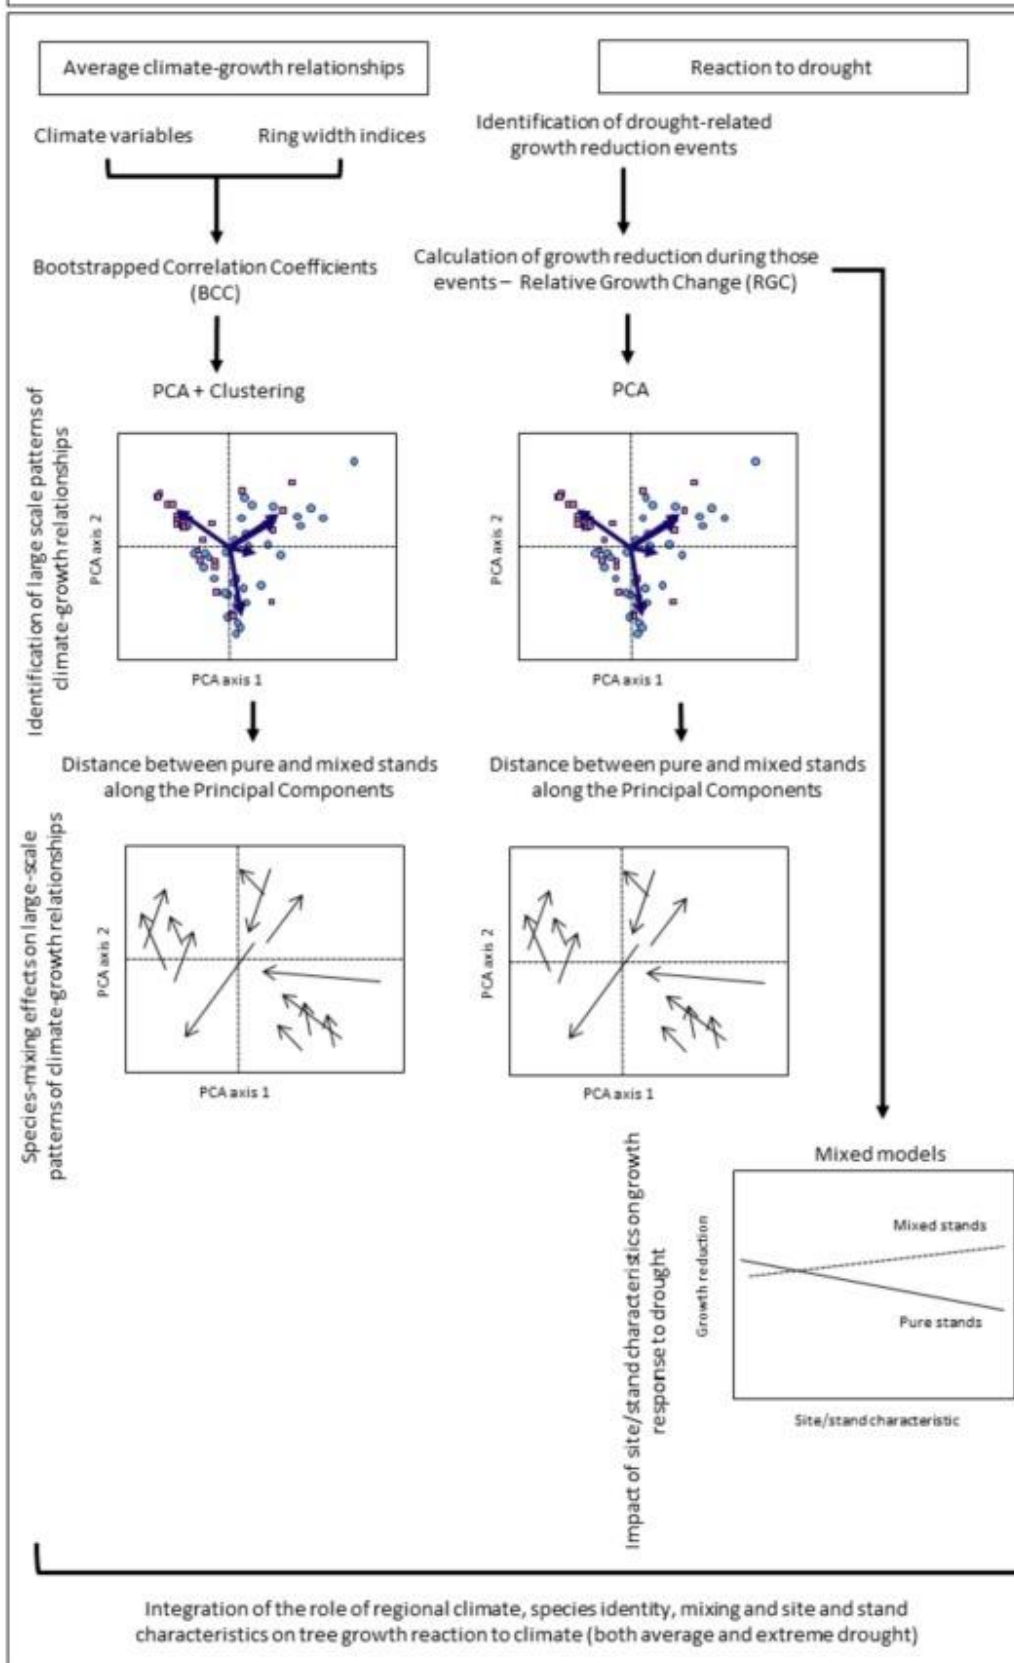 Average climate-growth relationships
Reaction to drought
Climate variables
Ring width indices
Identification of drought-related
growth reduction events
Bootstrapped Correlation Coefficients
(BCC)
Calculation of growth reduction during those
events – Relative Growth Change (RGC)
PCA + Clustering
PCA
Identification of large scale patterns of
climate-growth relationships
PCA axis 2
PCA axis 1
PCA axis 2
PCA axis 1
Distance between pure and mixed stands
along the Principal Components
Distance between pure and mixed stands
along the Principal Components
Species-mixing effects on large-scale
patterns of climate-growth relationships
PCA axis 2
PCA axis 1
PCA axis 2
PCA axis 1
Impact of site/stand characteristics on growth
response to drought
Mixed models
Growth reduction
Mixed stands
Pure stands
Site/stand characteristic
Integration of the role of regional climate, species identity, mixing and site and stand
characteristics on tree growth reaction to climate (both average and extreme drought)